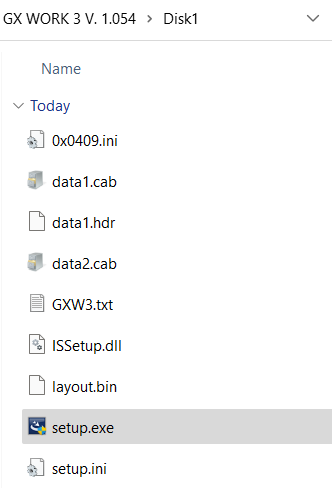 GX WORK 3 V. 1.054 > Disk1
Name
Today
0x0409.ini
data1.cab
data1.hdr
data2.cab
GXW3.txt
ISSetup.dll
layout.bin
setup.exe
setup.ini